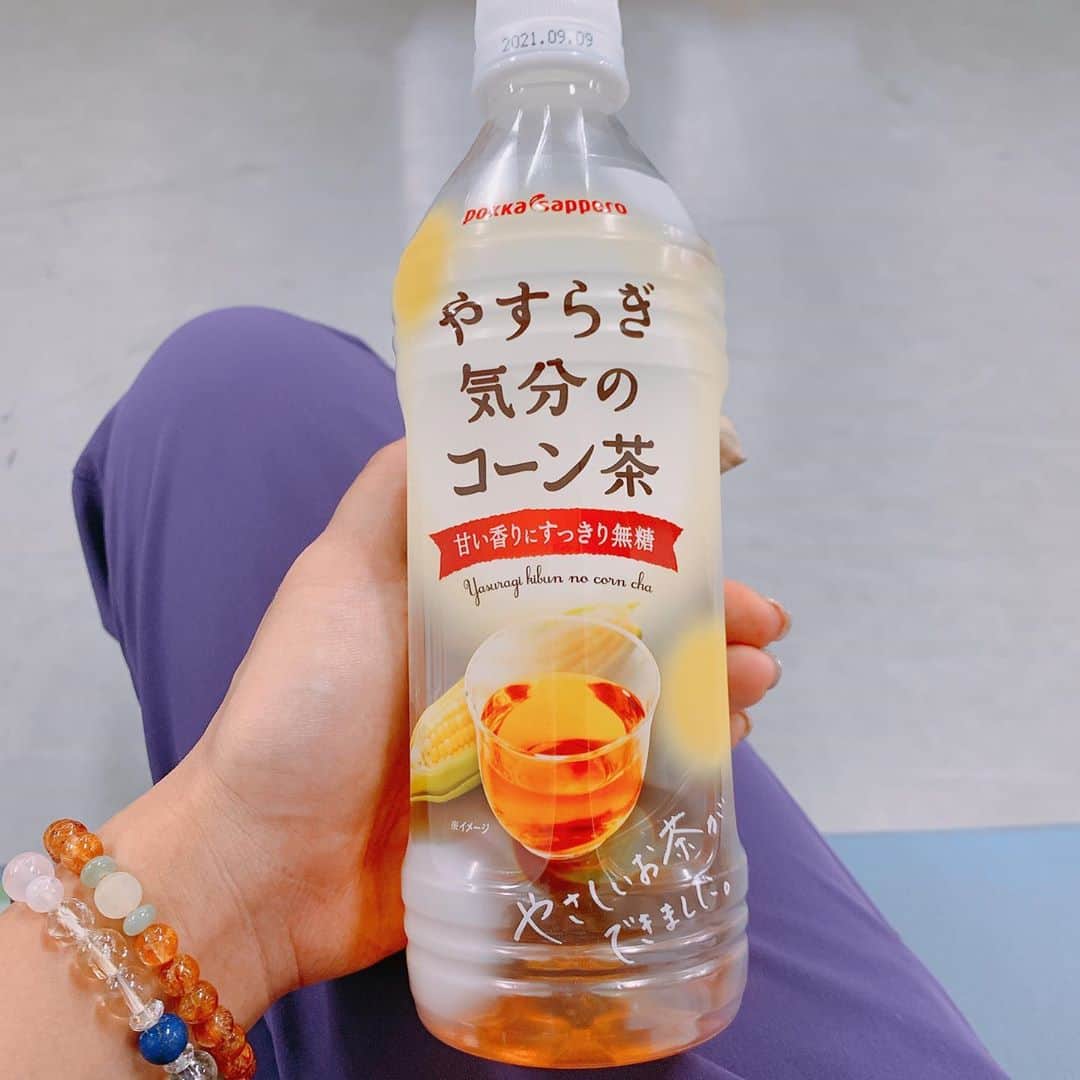 2021.09.09
pokka sapporo
やすらぎ
気分の
コーン茶
甘い香りにすっきり無糖
Yasuragi kibun no corn cha
※イメージ
やさしいお茶が
できました。